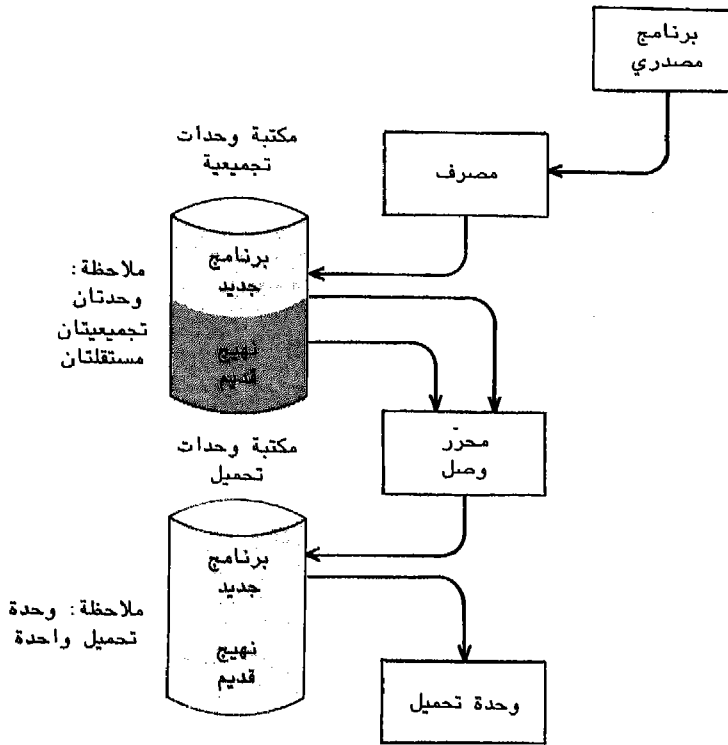 برنامج
مصدري
مصرف
مكتبة وحدات
تجميعية
برنامج
جديد
نهيج
قديم
ملاحظة:
وحدتان
تجميعيتان
مستقلتان
محرّر
وصل
مكتبة وحدات
تحميل
برنامج
جديد
نهيج
قديم
ملاحظة: وحدة
تحميل واحدة
وحدة تحميل